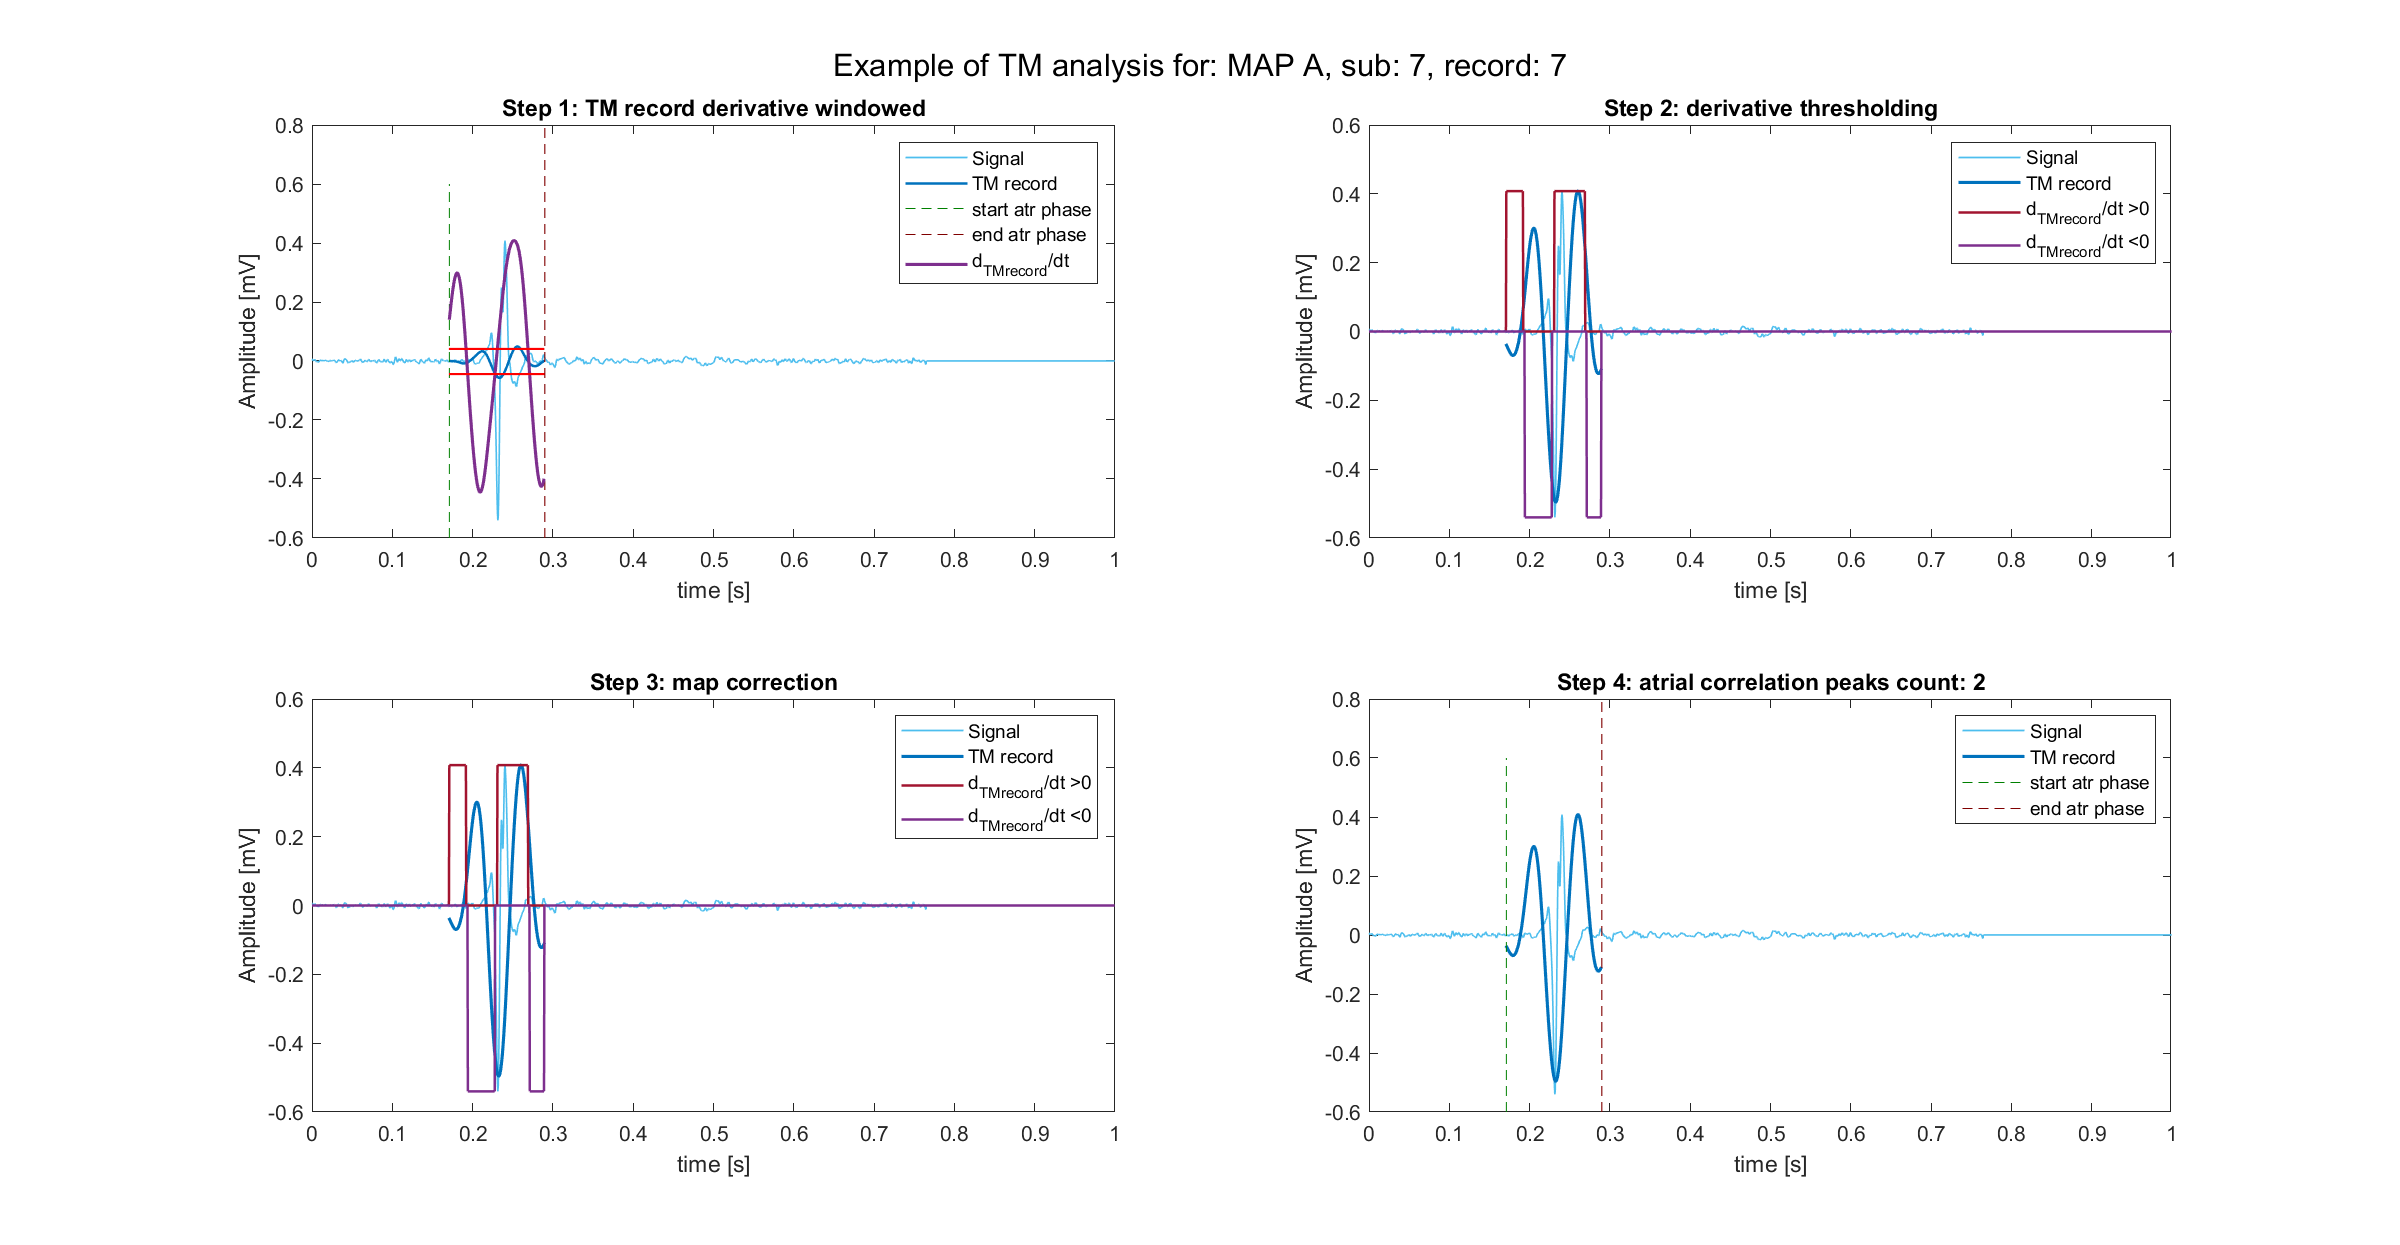 Example of TM analysis for: MAP A, sub: 7, record: 7
Step 1: TM record derivative windowed
0.8
0.6
0.4
0.2
0
-0.2
-0.4
-0.6
Amplitude [mV]
0 0.1 0.2 0.3 0.4 0.5 0.6 0.7 0.8 0.9 1
time [s]
Signal
TM record
start atr phase
end atr phase
dTMrecord/dt
Step 2: derivative thresholding
0.6
0.4
0.2
0
-0.2
-0.4
-0.6
Amplitude [mV]
0 0.1 0.2 0.3 0.4 0.5 0.6 0.7 0.8 0.9 1
time [s]
Signal
TM record
dTMrecord/dt >0
dTMrecord/dt <0
Step 3: map correction
0.6
0.4
0.2
0
-0.2
-0.4
-0.6
Amplitude [mV]
0 0.1 0.2 0.3 0.4 0.5 0.6 0.7 0.8 0.9 1
time [s]
Signal
TM record
dTMrecord/dt >0
dTMrecord/dt <0
Step 4: atrial correlation peaks count: 2
0.8
0.6
0.4
0.2
0
-0.2
-0.4
-0.6
Amplitude [mV]
0 0.1 0.2 0.3 0.4 0.5 0.6 0.7 0.8 0.9 1
time [s]
Signal
TM record
start atr phase
end atr phase